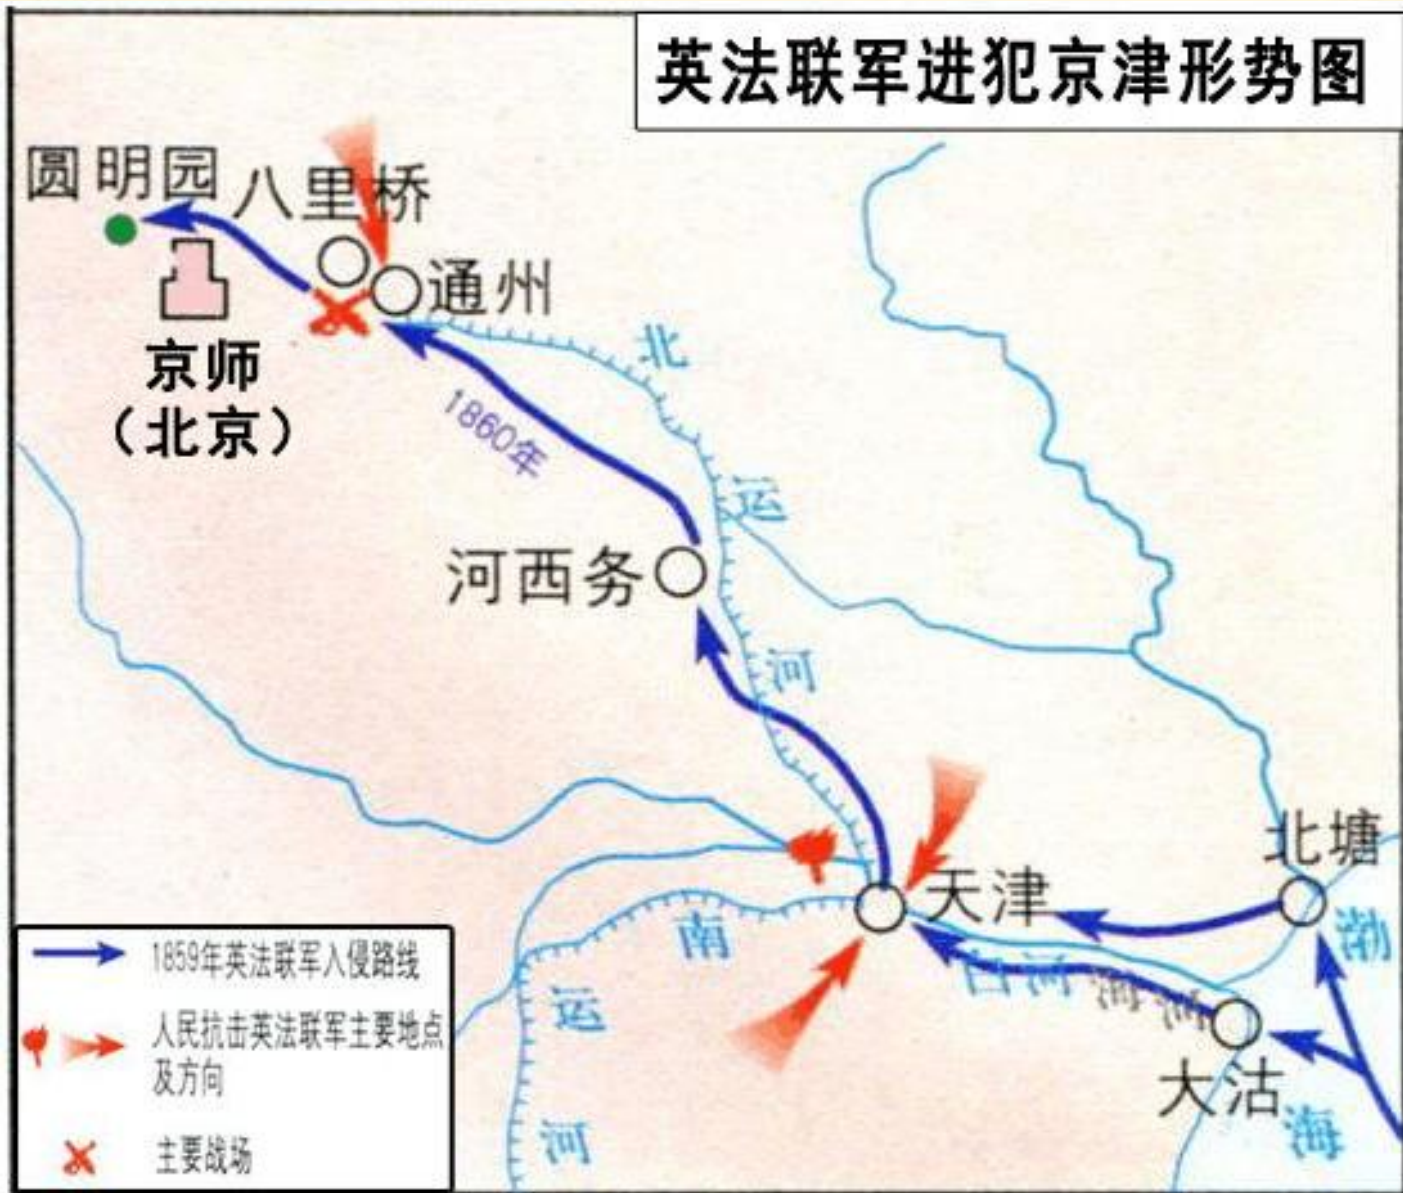 英法联军进犯京津形势图
圆明园
八里桥
通州
京师
（北京）
北
运
河
1860年
河西务
天津
北塘
渤
海
南
运
河
白河
大沽
1859年英法联军入侵路线
人民抗击英法联军主要地点
及方向
主要战场